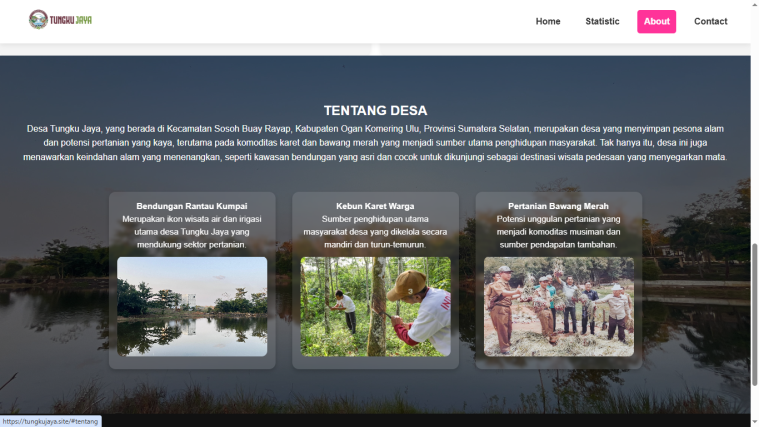 TUNGKU JAYA
Home
Statistic
About
Contact
TENTANG DESA
Desa Tungku Jaya, yang berada di Kecamatan Sosoh Buay Rayap, Kabupaten Ogan Komering Ulu, Provinsi Sumatera Selatan, merupakan desa yang menyimpan pesona alam
dan potensi pertanian yang kaya, terutama pada komoditas karet dan bawang merah yang menjadi sumber utama penghidupan masyarakat. Tak hanya itu, desa ini juga
menawarkan keindahan alam yang menenangkan, seperti kawasan bendungan yang asri dan cocok untuk dikunjungi sebagai destinasi wisata pedesaan yang menyegarkan mata.
Bendungan Rantau Kumpai
Merupakan ikon wisata air dan irigasi
utama desa Tungku Jaya yang
mendukung sektor pertanian.
Kebun Karet Warga
Sumber penghidupan utama
masyarakat desa yang dikelola secara
mandiri dan turun-temurun.
Pertanian Bawang Merah
Potensi unggulan pertanian yang
menjadi komoditas musiman dan
sumber pendapatan tambahan.
https://tungkujaya.site/#tentang